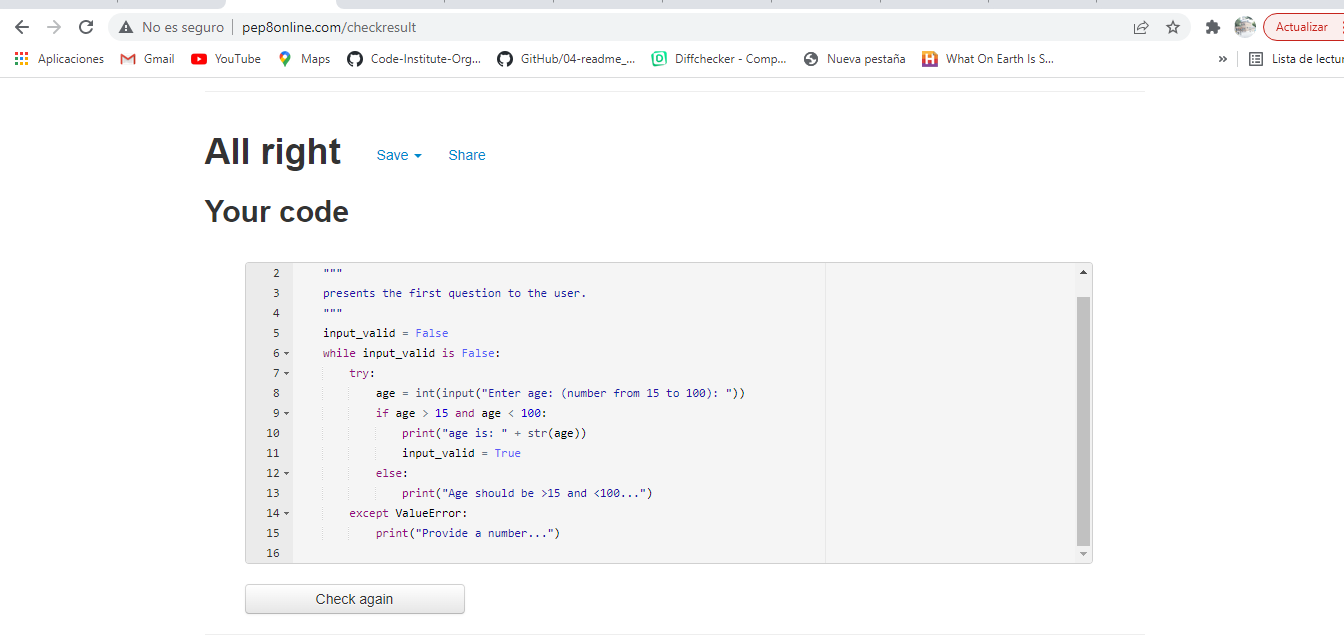 No es seguro pep8online.com/checkresult Actualizar
Aplicaciones Gmail YouTube Maps Code-Institute-Org... GitHub/04-readme_... Diffchecker - Comp... Nueva pestaña What On Earth Is S... » Lista de lectur
All right Save Share
Your code
2 """
3 presents the first question to the user.
4 """
5 input_valid = False
6 while input_valid is False:
7 try:
8 age = int(input("Enter age: (number from 15 to 100): "))
9 if age > 15 and age < 100:
10 print("age is: " + str(age))
11 input_valid = True
12 else:
13 print("Age should be >15 and <100...")
14 except ValueError:
15 print("Provide a number...")
16
Check again